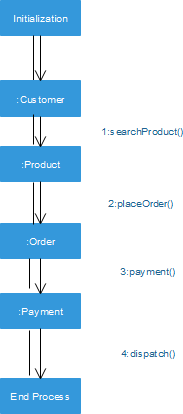 Initialization
:Customer
1:searchProduct()
:Product
2:placeOrder()
:Order
3:payment()
:Payment
4:dispatch()
End Process